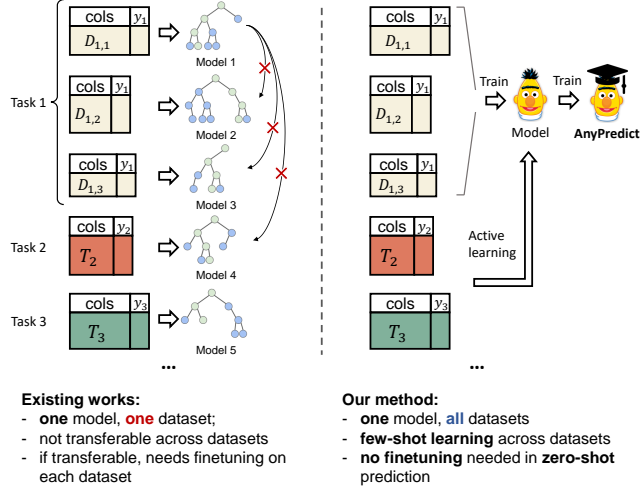 cols y₁
D₁,₁
Model 1
Task 1
cols y₁
D₁,₂
Model 2
cols y₁
D₁,₃
Model 3
Task 2
cols y₂
T₂
Model 4
Task 3
cols y₃
T₃
Model 5
...
Existing works:
- one model, one dataset;
- not transferable across datasets
- if transferable, needs finetuning on
each dataset
cols y₁
D₁,₁
cols y₁
D₁,₂
Train
Model
Train
AnyPredict
cols y₁
D₁,₃
cols y₂
T₂
Active
learning
cols y₃
T₃
...
Our method:
- one model, all datasets
- few-shot learning across datasets
- no finetuning needed in zero-shot
prediction